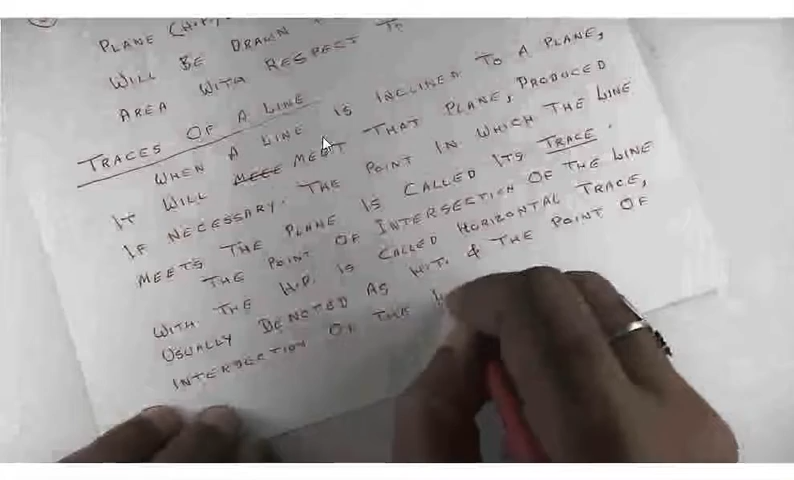 PLANE (H.P.
WILL BE DRAWN
AREA WITH RESPECT TO
TRACES OF A LINE
WHEN A LINE IS INCLINED TO A PLANE,
IT WILL MEET THAT PLANE, PRODUCED
IF NECESSARY. THE POINT IN WHICH THE LINE
MEETS THE PLANE IS CALLED ITS TRACE.
THE POINT OF INTERSECTION OF THE LINE
WITH THE H.P. IS CALLED HORIZONTAL TRACE,
USUALLY DENOTED AS H.T. & THE POINT OF
INTERSECTION OF THE